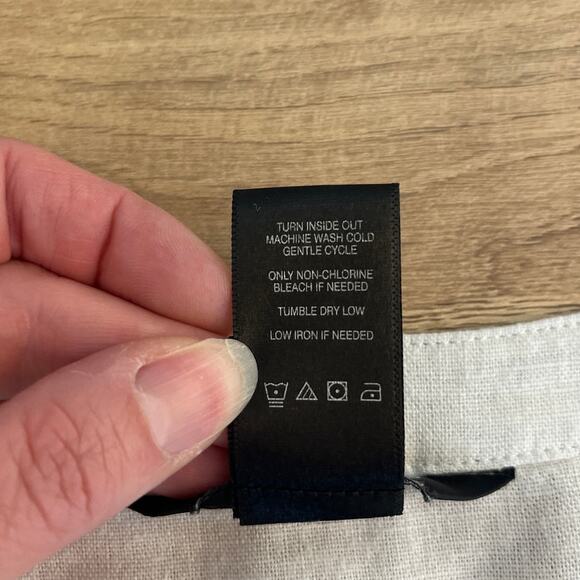 TURN INSIDE OUT
MACHINE WASH COLD
GENTLE CYCLE
ONLY NON-CHLORINE
BLEACH IF NEEDED
TUMBLE DRY LOW
LOW IRON IF NEEDED